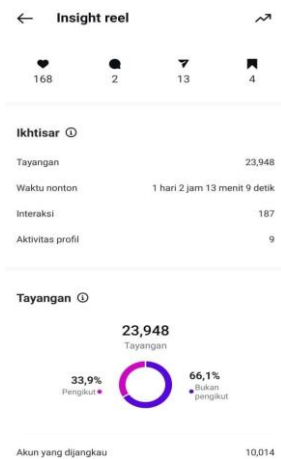 Insight reel
168 2 13 4
Ikhtisar
Tayangan 23,948
Waktu nonton 1 hari 2 jam 13 menit 9 detik
Interaksi 187
Aktivitas profil 9
Tayangan
23,948
Tayangan
33,9% 66,1%
Pengikut Bukan
pengikut
Akun yang dijangkau 10,014